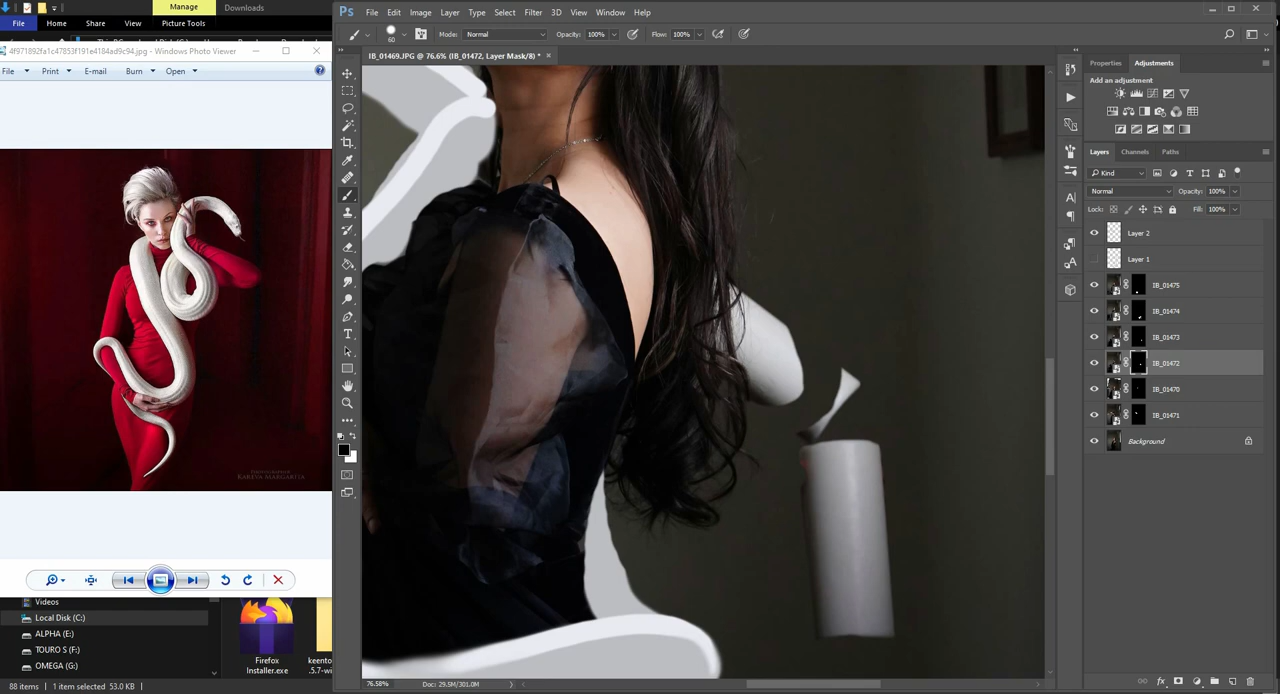 Manage
Downloads
File Home Share View Picture Tools
4f971892fa1c47853f191e4184ad9c94.jpg - Windows Photo Viewer
File Print E-mail Burn Open
PHOTOGRAPHER
KAREVA MARGARITA
Videos
Local Disk (C:)
ALPHA (E:)
TOURO S (F:)
OMEGA (G:)
Firefox
Installer.exe
keento
.5.7-wi
88 items 1 item selected 53.0 KB
Ps File Edit Image Layer Type Select Filter 3D View Window Help
60 Mode: Normal Opacity: 100% Flow: 100%
IB_01469.JPG @ 76.6% (IB_01472, Layer Mask/8) *
Properties Adjustments
Add an adjustment
Layers Channels Paths
Kind
Normal Opacity: 100%
Lock: Fill: 100%
Layer 2
Layer 1
IB_01475
IB_01474
IB_01473
IB_01472
IB_01470
IB_01471
Background
76.58% Doc: 29.5M/301.0M